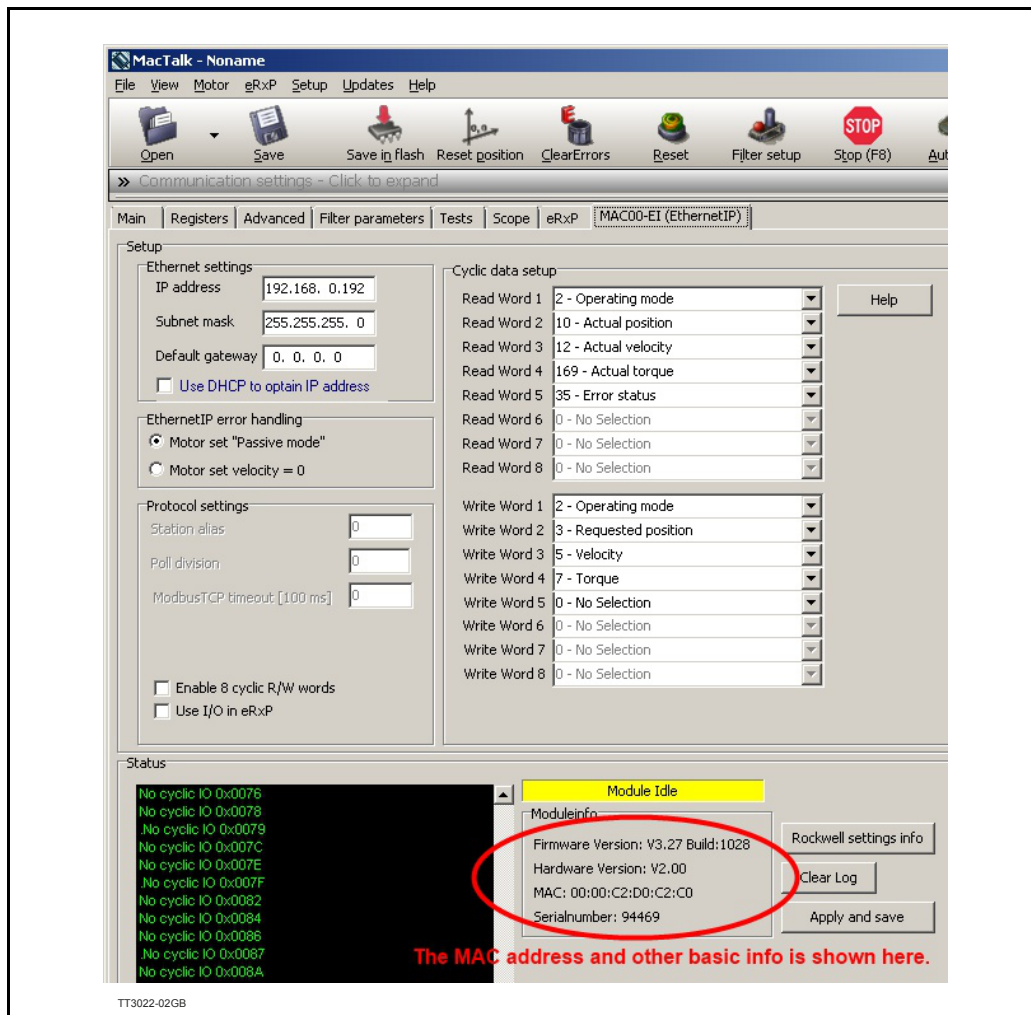 MacTalk - Noname
File View Motor eRxP Setup Updates Help
Open Save Save in flash Reset position ClearErrors Reset Filter setup Stop (F8)
STOP
» Communication settings - Click to expand
Main Registers Advanced Filter parameters Tests Scope eRxP MAC00-EI (EthernetIP)
Setup
Ethernet settings
IP address 192.168. 0.192
Subnet mask 255.255.255. 0
Default gateway 0. 0. 0. 0
Use DHCP to optain IP address
EthernetIP error handling
Motor set "Passive mode"
Motor set velocity = 0
Protocol settings
Station alias 0
Poll division 0
ModbusTCP timeout [100 ms] 0
Enable 8 cyclic R/W words
Use I/O in eRxP
Cyclic data setup
Read Word 1 2 - Operating mode
Help
Read Word 2 10 - Actual position
Read Word 3 12 - Actual velocity
Read Word 4 169 - Actual torque
Read Word 5 35 - Error status
Read Word 6 0 - No Selection
Read Word 7 0 - No Selection
Read Word 8 0 - No Selection
Write Word 1 2 - Operating mode
Write Word 2 3 - Requested position
Write Word 3 5 - Velocity
Write Word 4 7 - Torque
Write Word 5 0 - No Selection
Write Word 6 0 - No Selection
Write Word 7 0 - No Selection
Write Word 8 0 - No Selection
Status
No cyclic IO 0x0076
No cyclic IO 0x0078
.No cyclic IO 0x0079
No cyclic IO 0x007C
No cyclic IO 0x007E
.No cyclic IO 0x007F
No cyclic IO 0x0082
No cyclic IO 0x0084
No cyclic IO 0x0086
.No cyclic IO 0x0087
No cyclic IO 0x008A
Module Idle
Moduleinfo
Firmware Version: V3.27 Build:1028
Hardware Version: V2.00
MAC: 00:00:C2:D0:C2:C0
Serialnumber: 94469
Rockwell settings info
Clear Log
Apply and save
The MAC address and other basic info is shown here.
TT3022-02GB